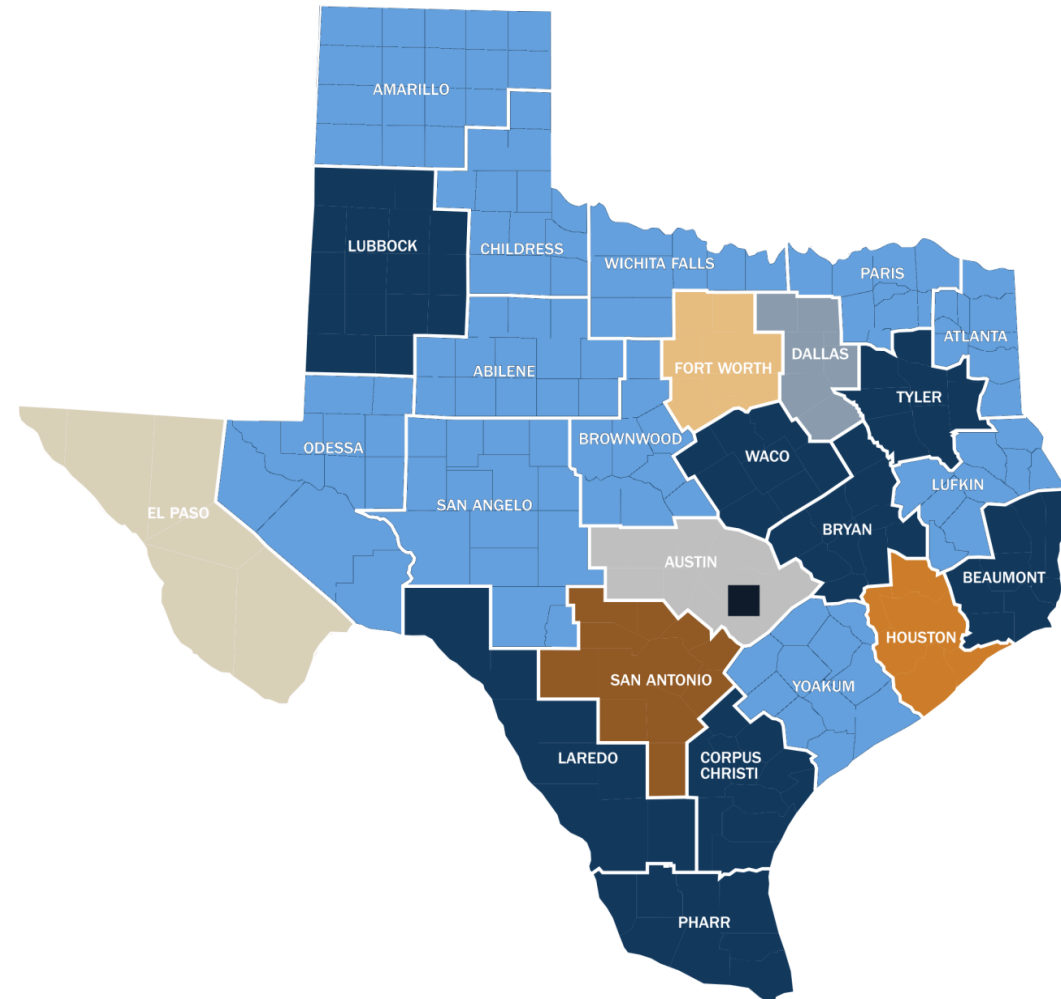 AMARILLO
LUBBOCK
CHILDRESS
WICHITA FALLS
PARIS
ATLANTA
ABILENE
FORT WORTH
DALLAS
TYLER
ODESSA
BROWNWOOD
WACO
LUFKIN
SAN ANGELO
EL PASO
BRYAN
AUSTIN
BEAUMONT
HOUSTON
SAN ANTONIO
YOAKUM
LAREDO
CORPUS
CHRISTI
PHARR